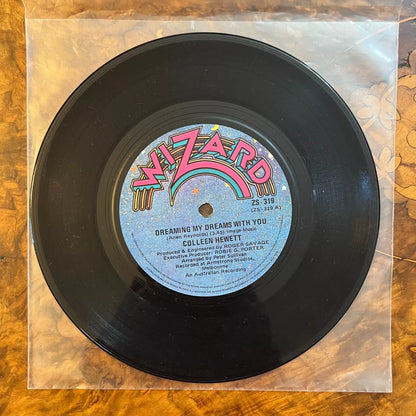 WIZARD
ZS-319
(ZS-319 A)
DREAMING MY DREAMS WITH YOU
(Allen Reynolds) (3.45) Image Music
COLLEEN HEWETT
Produced & Engineered by ROGER SAVAGE
Executive Producer: ROBIE G. PORTER
Arranged by Peter Sullivan
Recorded at Armstrong Studios,
Melbourne
An Australian Recording